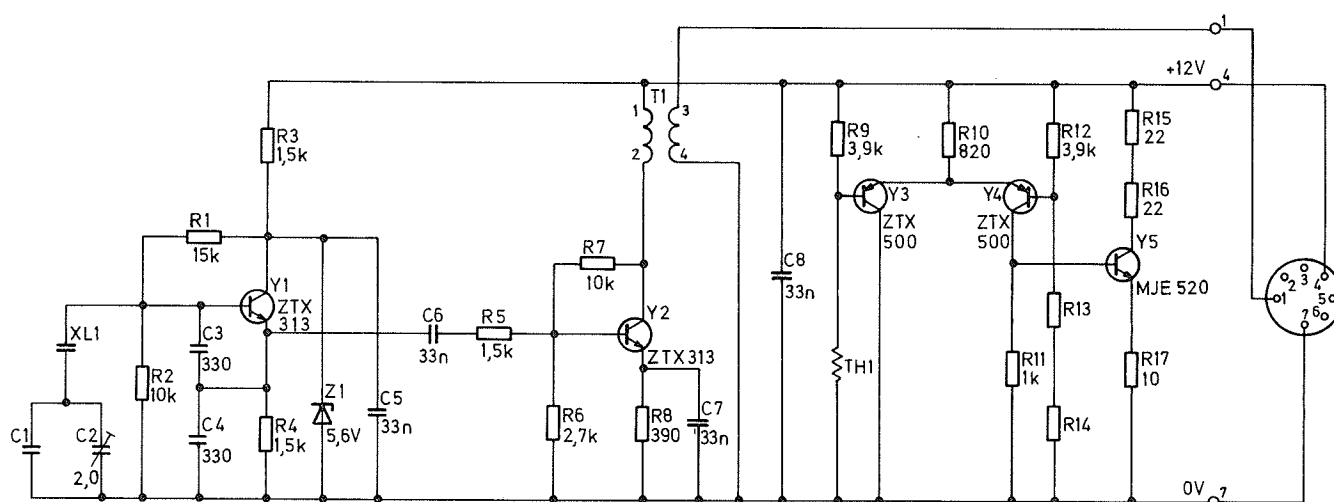 1
+12V
4
T1
1
3
2
4
R3
1,5k
R9
3,9k
R10
820
R12
3,9k
R15
22
R16
22
Y3
ZTX
500
Y4
ZTX
500
R1
15k
R7
10k
C8
33n
Y5
MJE 520
Y1
ZTX
313
Y2
ZTX313
C6
33n
R5
1,5k
XL1
C3
330
R2
10k
C4
330
R4
1,5k
Z1
5,6V
C5
33n
R6
2,7k
R8
390
C7
33n
TH1
R11
1k
R13
R14
R17
10
C1
C2
2,0
0V
7
1
2
3
4
5
6
7